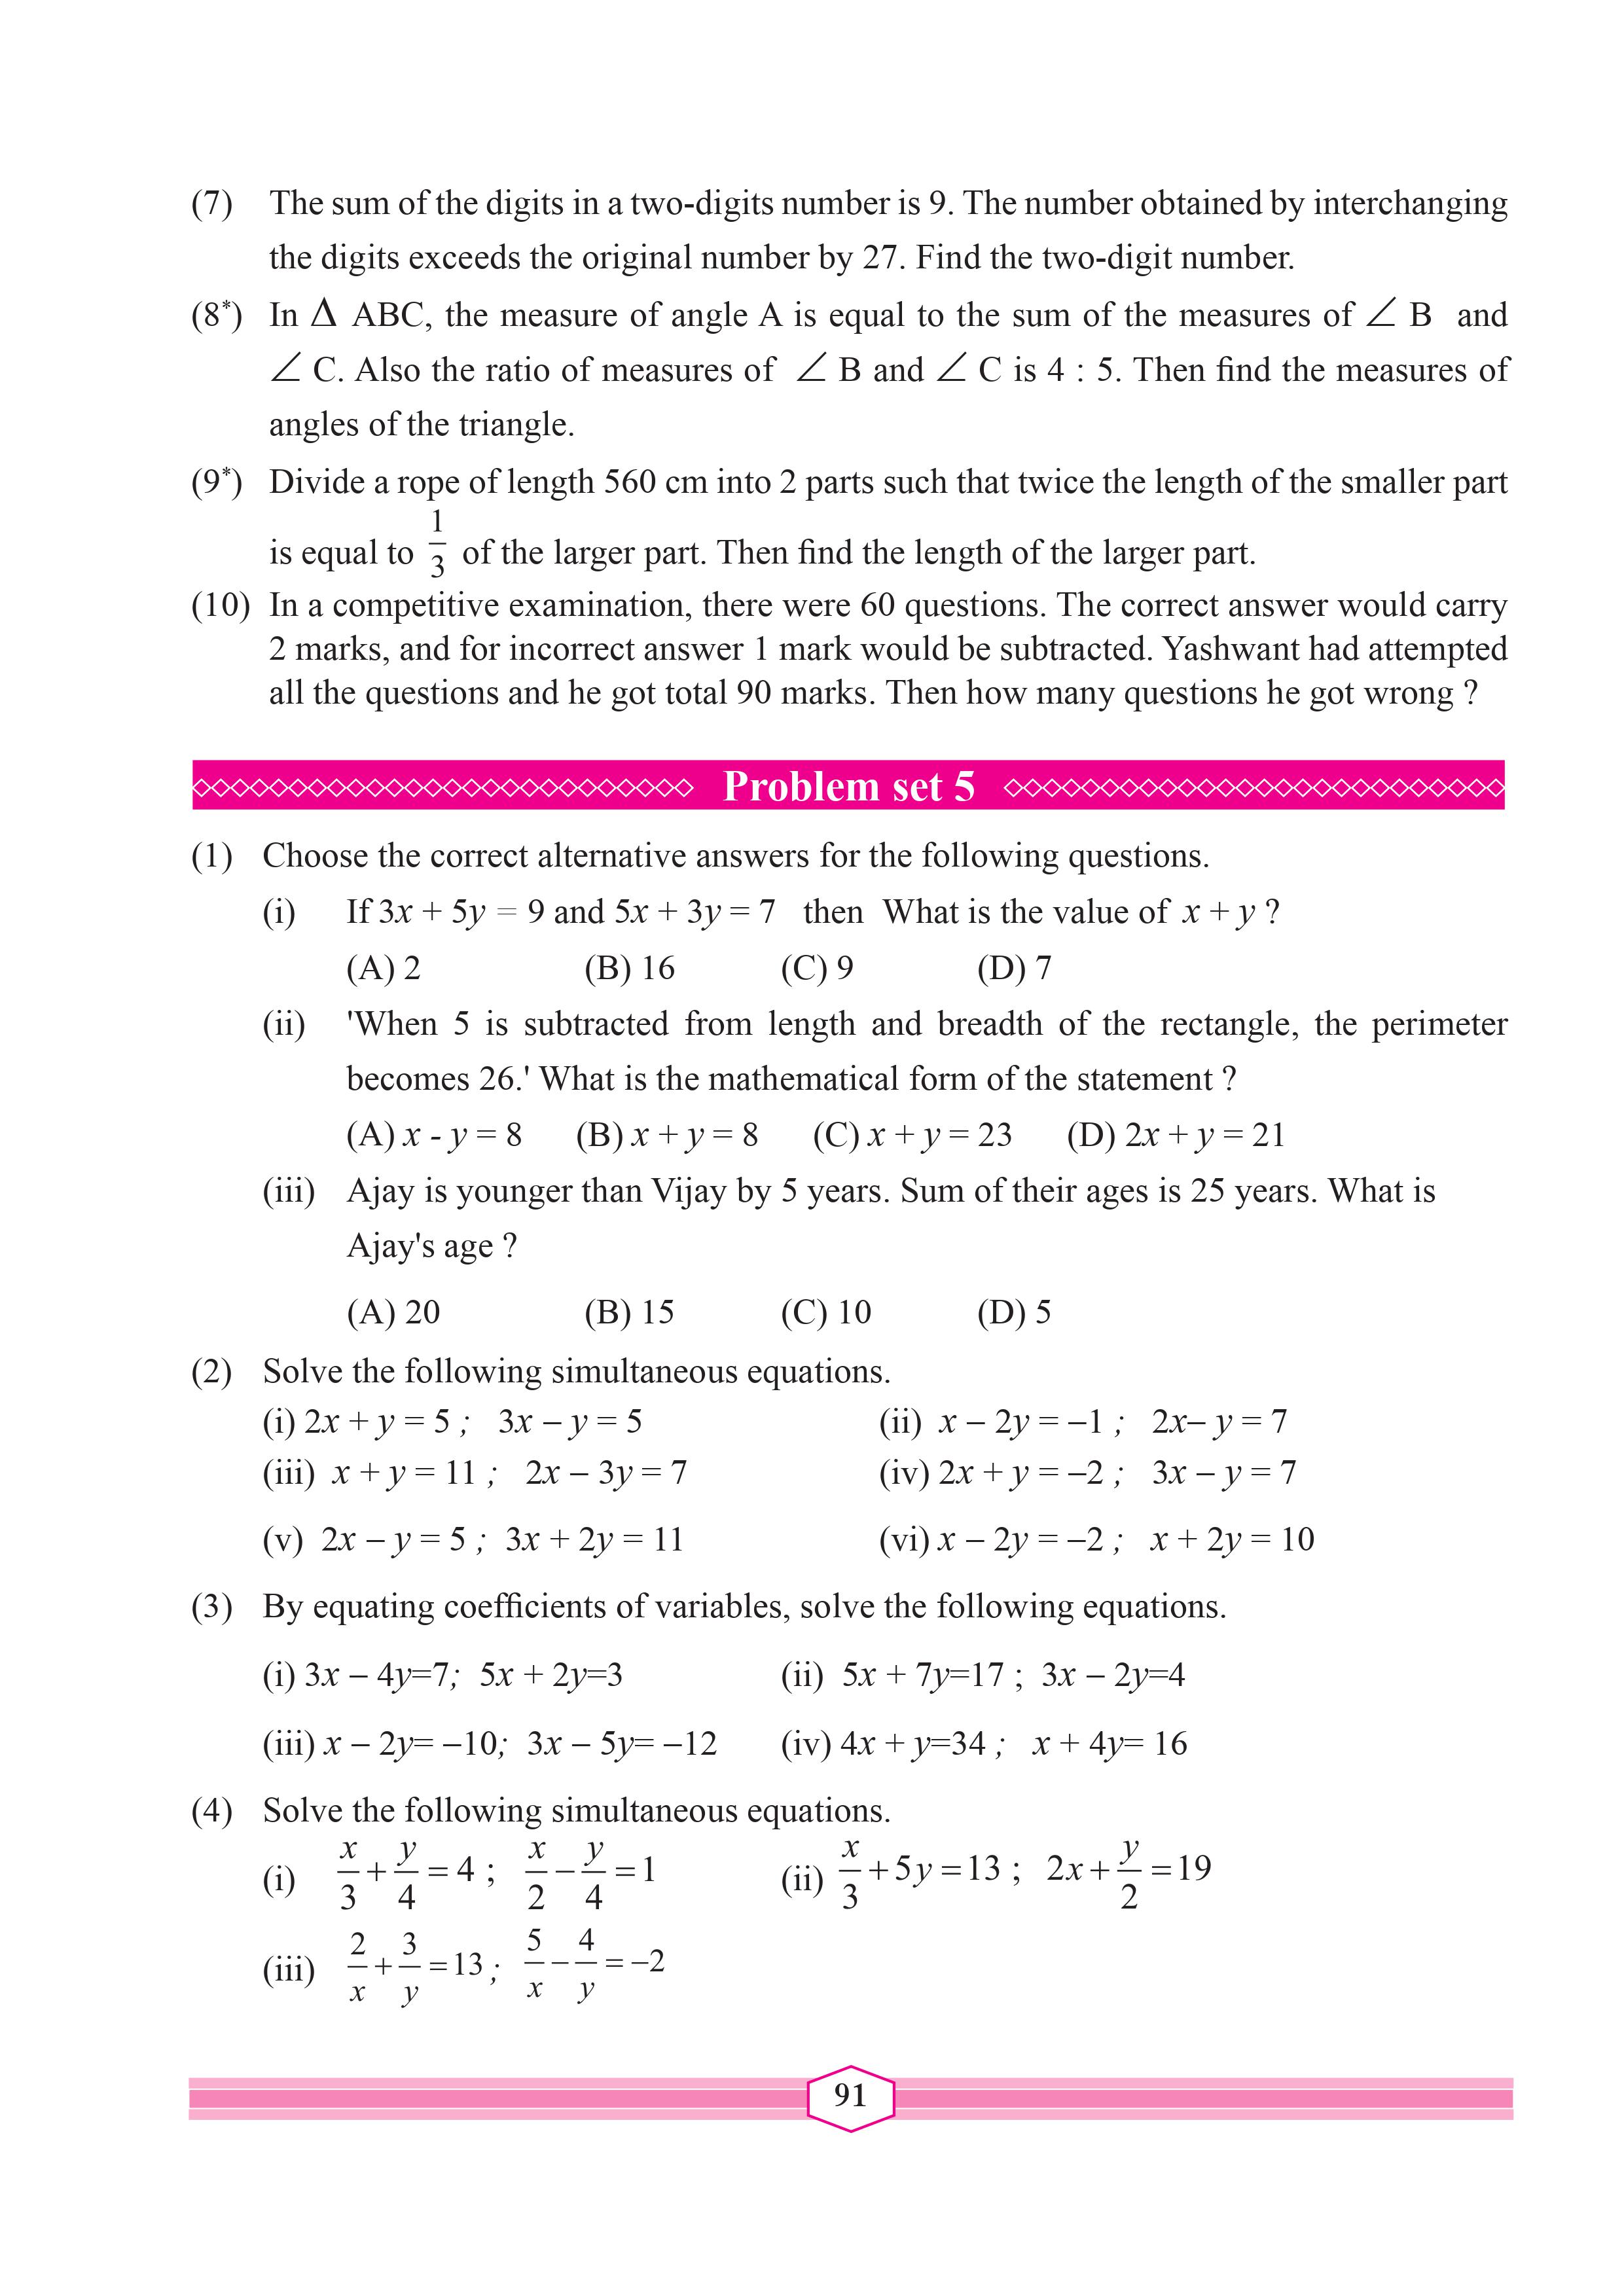 (7) The sum of the digits in a two-digits number is 9. The number obtained by interchanging
the digits exceeds the original number by 27. Find the two-digit number.
(8*) In Δ ABC, the measure of angle A is equal to the sum of the measures of ∠ B and
∠ C. Also the ratio of measures of ∠ B and ∠ C is 4 : 5. Then find the measures of
angles of the triangle.
(9*) Divide a rope of length 560 cm into 2 parts such that twice the length of the smaller part
is equal to 1/3 of the larger part. Then find the length of the larger part.
(10) In a competitive examination, there were 60 questions. The correct answer would carry
2 marks, and for incorrect answer 1 mark would be subtracted. Yashwant had attempted
all the questions and he got total 90 marks. Then how many questions he got wrong ?
Problem set 5
(1) Choose the correct alternative answers for the following questions.
(i) If 3x + 5y = 9 and 5x + 3y = 7 then What is the value of x + y ?
(A) 2 (B) 16 (C) 9 (D) 7
(ii) 'When 5 is subtracted from length and breadth of the rectangle, the perimeter
becomes 26.' What is the mathematical form of the statement ?
(A) x - y = 8 (B) x + y = 8 (C) x + y = 23 (D) 2x + y = 21
(iii) Ajay is younger than Vijay by 5 years. Sum of their ages is 25 years. What is
Ajay's age ?
(A) 20 (B) 15 (C) 10 (D) 5
(2) Solve the following simultaneous equations.
(i) 2x + y = 5 ; 3x – y = 5 (ii) x – 2y = –1 ; 2x– y = 7
(iii) x + y = 11 ; 2x – 3y = 7 (iv) 2x + y = –2 ; 3x – y = 7
(v) 2x – y = 5 ; 3x + 2y = 11 (vi) x – 2y = –2 ; x + 2y = 10
(3) By equating coefficients of variables, solve the following equations.
(i) 3x – 4y=7; 5x + 2y=3 (ii) 5x + 7y=17 ; 3x – 2y=4
(iii) x – 2y= –10; 3x – 5y= –12 (iv) 4x + y=34 ; x + 4y= 16
(4) Solve the following simultaneous equations.
(i) x/3 + y/4 = 4 ; x/2 – y/4 = 1 (ii) x/3 + 5y = 13 ; 2x + y/2 = 19
(iii) 2/x + 3/y = 13 ; 5/x – 4/y = –2
91